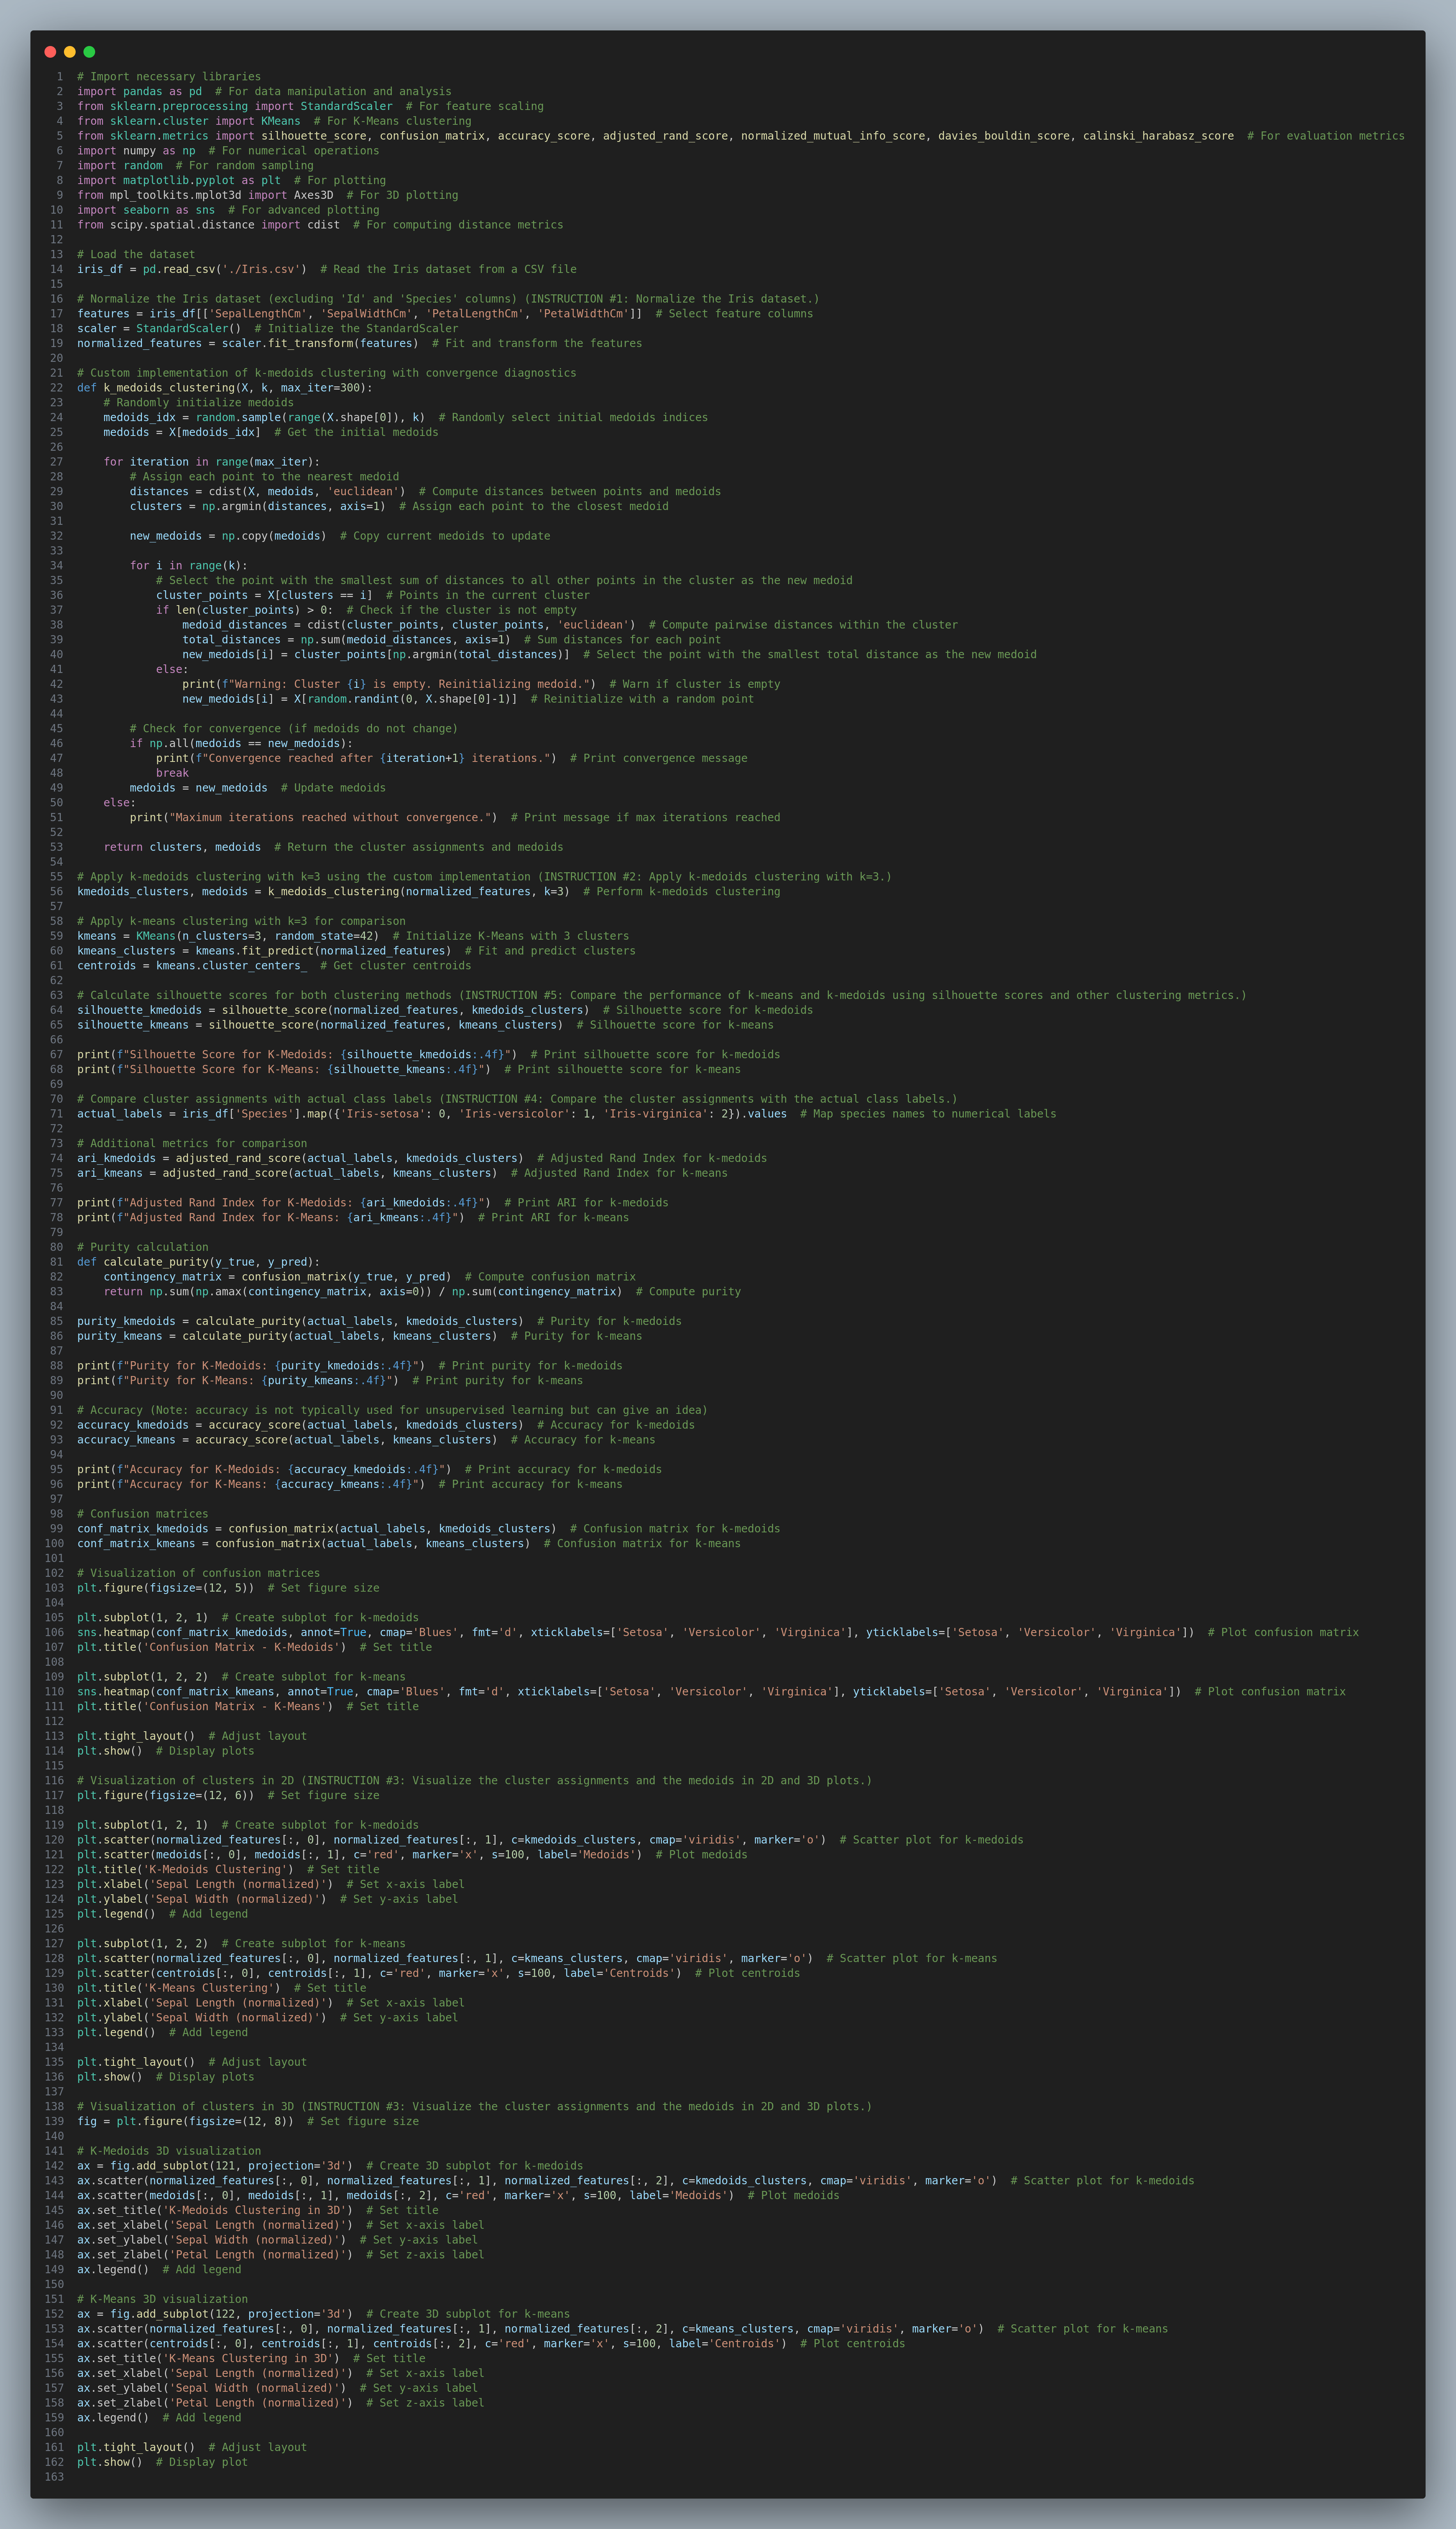 1 # Import necessary libraries
2 import pandas as pd  # For data manipulation and analysis
3 from sklearn.preprocessing import StandardScaler  # For feature scaling
4 from sklearn.cluster import KMeans  # For K-Means clustering
5 from sklearn.metrics import silhouette_score, confusion_matrix, accuracy_score, adjusted_rand_score, normalized_mutual_info_score, davies_bouldin_score, calinski_harabasz_score  # For evaluation metrics
6 import numpy as np  # For numerical operations
7 import random  # For random sampling
8 import matplotlib.pyplot as plt  # For plotting
9 from mpl_toolkits.mplot3d import Axes3D  # For 3D plotting
10 import seaborn as sns  # For advanced plotting
11 from scipy.spatial.distance import cdist  # For computing distance metrics
12
13 # Load the dataset
14 iris_df = pd.read_csv('./Iris.csv')  # Read the Iris dataset from a CSV file
15
16 # Normalize the Iris dataset (excluding 'Id' and 'Species' columns) (INSTRUCTION #1: Normalize the Iris dataset.)
17 features = iris_df[['SepalLengthCm', 'SepalWidthCm', 'PetalLengthCm', 'PetalWidthCm']]  # Select feature columns
18 scaler = StandardScaler()  # Initialize the StandardScaler
19 normalized_features = scaler.fit_transform(features)  # Fit and transform the features
20
21 # Custom implementation of k-medoids clustering with convergence diagnostics
22 def k_medoids_clustering(X, k, max_iter=300):
23     # Randomly initialize medoids
24     medoids_idx = random.sample(range(X.shape[0]), k)  # Randomly select initial medoids indices
25     medoids = X[medoids_idx]  # Get the initial medoids
26
27     for iteration in range(max_iter):
28         # Assign each point to the nearest medoid
29         distances = cdist(X, medoids, 'euclidean')  # Compute distances between points and medoids
30         clusters = np.argmin(distances, axis=1)  # Assign each point to the closest medoid
31
32         new_medoids = np.copy(medoids)  # Copy current medoids to update
33
34         for i in range(k):
35             # Select the point with the smallest sum of distances to all other points in the cluster as the new medoid
36             cluster_points = X[clusters == i]  # Points in the current cluster
37             if len(cluster_points) > 0:  # Check if the cluster is not empty
38                 medoid_distances = cdist(cluster_points, cluster_points, 'euclidean')  # Compute pairwise distances within the cluster
39                 total_distances = np.sum(medoid_distances, axis=1)  # Sum distances for each point
40                 new_medoids[i] = cluster_points[np.argmin(total_distances)]  # Select the point with the smallest total distance as the new medoid
41             else:
42                 print(f"Warning: Cluster {i} is empty. Reinitializing medoid.")  # Warn if cluster is empty
43                 new_medoids[i] = X[random.randint(0, X.shape[0]-1)]  # Reinitialize with a random point
44
45         # Check for convergence (if medoids do not change)
46         if np.all(medoids == new_medoids):
47             print(f"Convergence reached after {iteration+1} iterations.")  # Print convergence message
48             break
49         medoids = new_medoids  # Update medoids
50     else:
51         print("Maximum iterations reached without convergence.")  # Print message if max iterations reached
52
53     return clusters, medoids  # Return the cluster assignments and medoids
54
55 # Apply k-medoids clustering with k=3 using the custom implementation (INSTRUCTION #2: Apply k-medoids clustering with k=3.)
56 kmedoids_clusters, medoids = k_medoids_clustering(normalized_features, k=3)  # Perform k-medoids clustering
57
58 # Apply k-means clustering with k=3 for comparison
59 kmeans = KMeans(n_clusters=3, random_state=42)  # Initialize K-Means with 3 clusters
60 kmeans_clusters = kmeans.fit_predict(normalized_features)  # Fit and predict clusters
61 centroids = kmeans.cluster_centers_  # Get cluster centroids
62
63 # Calculate silhouette scores for both clustering methods (INSTRUCTION #5: Compare the performance of k-means and k-medoids using silhouette scores and other clustering metrics.)
64 silhouette_kmedoids = silhouette_score(normalized_features, kmedoids_clusters)  # Silhouette score for k-medoids
65 silhouette_kmeans = silhouette_score(normalized_features, kmeans_clusters)  # Silhouette score for k-means
66
67 print(f"Silhouette Score for K-Medoids: {silhouette_kmedoids:.4f}")  # Print silhouette score for k-medoids
68 print(f"Silhouette Score for K-Means: {silhouette_kmeans:.4f}")  # Print silhouette score for k-means
69
70 # Compare cluster assignments with actual class labels (INSTRUCTION #4: Compare the cluster assignments with the actual class labels.)
71 actual_labels = iris_df['Species'].map({'Iris-setosa': 0, 'Iris-versicolor': 1, 'Iris-virginica': 2}).values  # Map species names to numerical labels
72
73 # Additional metrics for comparison
74 ari_kmedoids = adjusted_rand_score(actual_labels, kmedoids_clusters)  # Adjusted Rand Index for k-medoids
75 ari_kmeans = adjusted_rand_score(actual_labels, kmeans_clusters)  # Adjusted Rand Index for k-means
76
77 print(f"Adjusted Rand Index for K-Medoids: {ari_kmedoids:.4f}")  # Print ARI for k-medoids
78 print(f"Adjusted Rand Index for K-Means: {ari_kmeans:.4f}")  # Print ARI for k-means
79
80 # Purity calculation
81 def calculate_purity(y_true, y_pred):
82     contingency_matrix = confusion_matrix(y_true, y_pred)  # Compute confusion matrix
83     return np.sum(np.amax(contingency_matrix, axis=0)) / np.sum(contingency_matrix)  # Compute purity
84
85 purity_kmedoids = calculate_purity(actual_labels, kmedoids_clusters)  # Purity for k-medoids
86 purity_kmeans = calculate_purity(actual_labels, kmeans_clusters)  # Purity for k-means
87
88 print(f"Purity for K-Medoids: {purity_kmedoids:.4f}")  # Print purity for k-medoids
89 print(f"Purity for K-Means: {purity_kmeans:.4f}")  # Print purity for k-means
90
91 # Accuracy (Note: accuracy is not typically used for unsupervised learning but can give an idea)
92 accuracy_kmedoids = accuracy_score(actual_labels, kmedoids_clusters)  # Accuracy for k-medoids
93 accuracy_kmeans = accuracy_score(actual_labels, kmeans_clusters)  # Accuracy for k-means
94
95 print(f"Accuracy for K-Medoids: {accuracy_kmedoids:.4f}")  # Print accuracy for k-medoids
96 print(f"Accuracy for K-Means: {accuracy_kmeans:.4f}")  # Print accuracy for k-means
97
98 # Confusion matrices
99 conf_matrix_kmedoids = confusion_matrix(actual_labels, kmedoids_clusters)  # Confusion matrix for k-medoids
100 conf_matrix_kmeans = confusion_matrix(actual_labels, kmeans_clusters)  # Confusion matrix for k-means
101
102 # Visualization of confusion matrices
103 plt.figure(figsize=(12, 5))  # Set figure size
104
105 plt.subplot(1, 2, 1)  # Create subplot for k-medoids
106 sns.heatmap(conf_matrix_kmedoids, annot=True, cmap='Blues', fmt='d', xticklabels=['Setosa', 'Versicolor', 'Virginica'], yticklabels=['Setosa', 'Versicolor', 'Virginica'])  # Plot confusion matrix
107 plt.title('Confusion Matrix - K-Medoids')  # Set title
108
109 plt.subplot(1, 2, 2)  # Create subplot for k-means
110 sns.heatmap(conf_matrix_kmeans, annot=True, cmap='Blues', fmt='d', xticklabels=['Setosa', 'Versicolor', 'Virginica'], yticklabels=['Setosa', 'Versicolor', 'Virginica'])  # Plot confusion matrix
111 plt.title('Confusion Matrix - K-Means')  # Set title
112
113 plt.tight_layout()  # Adjust layout
114 plt.show()  # Display plots
115
116 # Visualization of clusters in 2D (INSTRUCTION #3: Visualize the cluster assignments and the medoids in 2D and 3D plots.)
117 plt.figure(figsize=(12, 6))  # Set figure size
118
119 plt.subplot(1, 2, 1)  # Create subplot for k-medoids
120 plt.scatter(normalized_features[:, 0], normalized_features[:, 1], c=kmedoids_clusters, cmap='viridis', marker='o')  # Scatter plot for k-medoids
121 plt.scatter(medoids[:, 0], medoids[:, 1], c='red', marker='x', s=100, label='Medoids')  # Plot medoids
122 plt.title('K-Medoids Clustering')  # Set title
123 plt.xlabel('Sepal Length (normalized)')  # Set x-axis label
124 plt.ylabel('Sepal Width (normalized)')  # Set y-axis label
125 plt.legend()  # Add legend
126
127 plt.subplot(1, 2, 2)  # Create subplot for k-means
128 plt.scatter(normalized_features[:, 0], normalized_features[:, 1], c=kmeans_clusters, cmap='viridis', marker='o')  # Scatter plot for k-means
129 plt.scatter(centroids[:, 0], centroids[:, 1], c='red', marker='x', s=100, label='Centroids')  # Plot centroids
130 plt.title('K-Means Clustering')  # Set title
131 plt.xlabel('Sepal Length (normalized)')  # Set x-axis label
132 plt.ylabel('Sepal Width (normalized)')  # Set y-axis label
133 plt.legend()  # Add legend
134
135 plt.tight_layout()  # Adjust layout
136 plt.show()  # Display plots
137
138 # Visualization of clusters in 3D (INSTRUCTION #3: Visualize the cluster assignments and the medoids in 2D and 3D plots.)
139 fig = plt.figure(figsize=(12, 8))  # Set figure size
140
141 # K-Medoids 3D visualization
142 ax = fig.add_subplot(121, projection='3d')  # Create 3D subplot for k-medoids
143 ax.scatter(normalized_features[:, 0], normalized_features[:, 1], normalized_features[:, 2], c=kmedoids_clusters, cmap='viridis', marker='o')  # Scatter plot for k-medoids
144 ax.scatter(medoids[:, 0], medoids[:, 1], medoids[:, 2], c='red', marker='x', s=100, label='Medoids')  # Plot medoids
145 ax.set_title('K-Medoids Clustering in 3D')  # Set title
146 ax.set_xlabel('Sepal Length (normalized)')  # Set x-axis label
147 ax.set_ylabel('Sepal Width (normalized)')  # Set y-axis label
148 ax.set_zlabel('Petal Length (normalized)')  # Set z-axis label
149 ax.legend()  # Add legend
150
151 # K-Means 3D visualization
152 ax = fig.add_subplot(122, projection='3d')  # Create 3D subplot for k-means
153 ax.scatter(normalized_features[:, 0], normalized_features[:, 1], normalized_features[:, 2], c=kmeans_clusters, cmap='viridis', marker='o')  # Scatter plot for k-means
154 ax.scatter(centroids[:, 0], centroids[:, 1], centroids[:, 2], c='red', marker='x', s=100, label='Centroids')  # Plot centroids
155 ax.set_title('K-Means Clustering in 3D')  # Set title
156 ax.set_xlabel('Sepal Length (normalized)')  # Set x-axis label
157 ax.set_ylabel('Sepal Width (normalized)')  # Set y-axis label
158 ax.set_zlabel('Petal Length (normalized)')  # Set z-axis label
159 ax.legend()  # Add legend
160
161 plt.tight_layout()  # Adjust layout
162 plt.show()  # Display plot
163